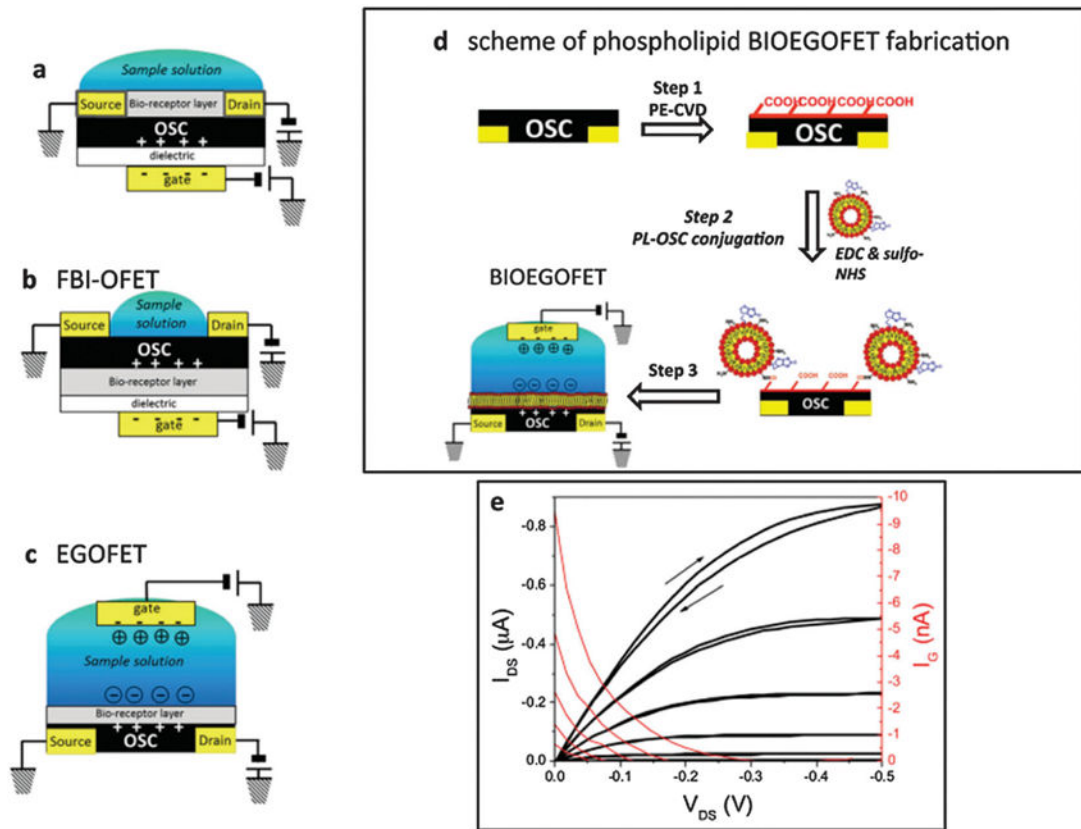 a
Sample solution
Source Bio-receptor layer Drain
OSC
+ + + +
dielectric
- - - -
gate
b FBI-OFET
Sample
solution
Source Drain
OSC
+ + + +
Bio-receptor layer
dielectric
- - - -
gate
c EGOFET
gate
- - - -
⊕ ⊕ ⊕ ⊕
Sample solution
⊖ ⊖ ⊖ ⊖
Bio-receptor layer
+ + + +
Source OSC Drain
d scheme of phospholipid BIOEGOFET fabrication
Step 1
PE-CVD
OSC
COOH COOH COOH COOH
OSC
Step 2
PL-OSC conjugation
EDC & sulfo-
NHS
BIOEGOFET
gate
- - - -
⊕ ⊕ ⊕ ⊕
⊖ ⊖ ⊖ ⊖
+ + + +
Source OSC Drain
Step 3
COOH COOH
OSC
e
-0.8
-0.6
-0.4
-0.2
0.0
I_DS (µA)
-10
-9
-8
-7
-6
-5
-4
-3
-2
-1
0
I_G (nA)
0.0 -0.1 -0.2 -0.3 -0.4 -0.5
V_DS (V)